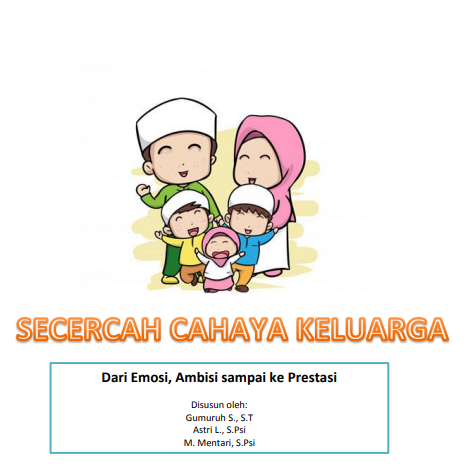 SECERCAH CAHAYA KELUARGA
Dari Emosi, Ambisi sampai ke Prestasi
Disusun oleh:
Gumuruh S., S.T
Astri L., S.Psi
M. Mentari, S.Psi